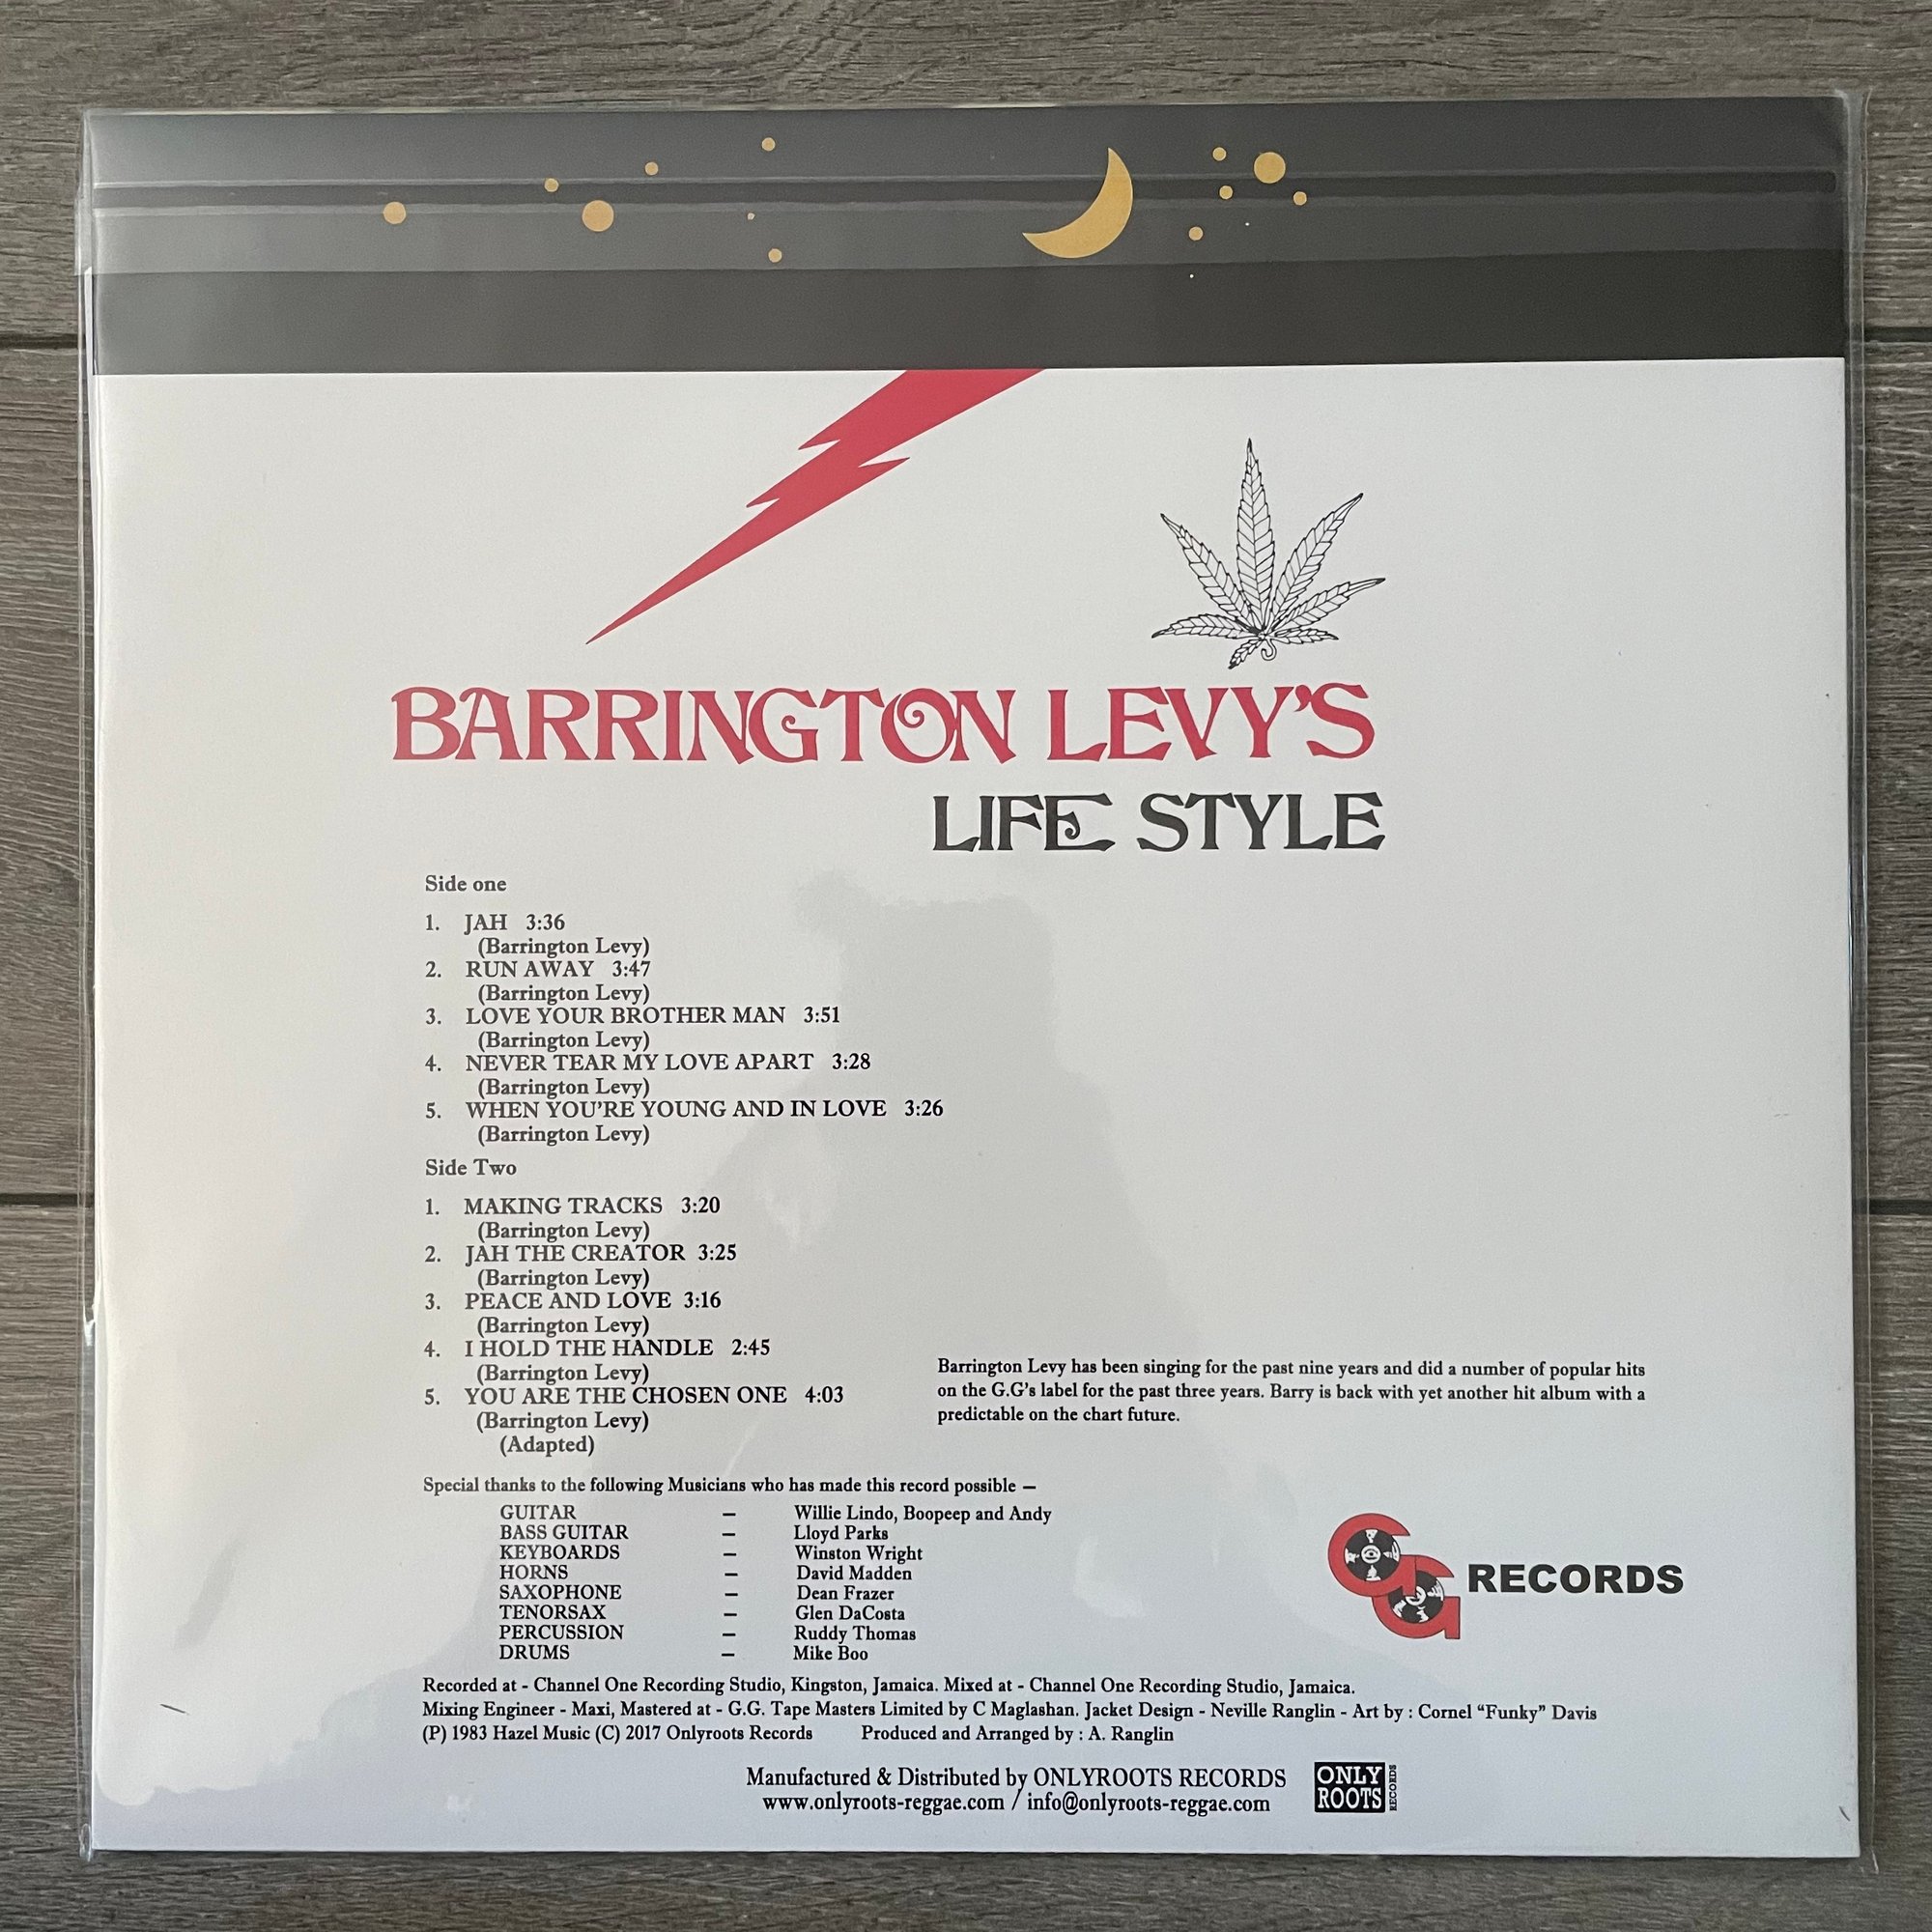 BARRINGTON LEVY'S
LIFE STYLE
Side one
1. JAH 3:36
(Barrington Levy)
2. RUN AWAY 3:47
(Barrington Levy)
3. LOVE YOUR BROTHER MAN 3:51
(Barrington Levy)
4. NEVER TEAR MY LOVE APART 3:28
(Barrington Levy)
5. WHEN YOU'RE YOUNG AND IN LOVE 3:26
(Barrington Levy)
Side Two
1. MAKING TRACKS 3:20
(Barrington Levy)
2. JAH THE CREATOR 3:25
(Barrington Levy)
3. PEACE AND LOVE 3:16
(Barrington Levy)
4. I HOLD THE HANDLE 2:45
(Barrington Levy)
5. YOU ARE THE CHOSEN ONE 4:03
(Barrington Levy)
(Adapted)
Barrington Levy has been singing for the past nine years and did a number of popular hits
on the G.G's label for the past three years. Barry is back with yet another hit album with a
predictable on the chart future.
Special thanks to the following Musicians who has made this record possible –
GUITAR – Willie Lindo, Boopeep and Andy
BASS GUITAR – Lloyd Parks
KEYBOARDS – Winston Wright
HORNS – David Madden
SAXOPHONE – Dean Frazer
TENORSAX – Glen DaCosta
PERCUSSION – Ruddy Thomas
DRUMS – Mike Boo
GG RECORDS
Recorded at - Channel One Recording Studio, Kingston, Jamaica. Mixed at - Channel One Recording Studio, Jamaica.
Mixing Engineer - Maxi, Mastered at - G.G. Tape Masters Limited by C Maglashan. Jacket Design - Neville Ranglin - Art by : Cornel “Funky” Davis
(P) 1983 Hazel Music (C) 2017 Onlyroots Records Produced and Arranged by : A. Ranglin
Manufactured & Distributed by ONLYROOTS RECORDS
www.onlyroots-reggae.com / info@onlyroots-reggae.com
ONLY
ROOTS
RECORDS